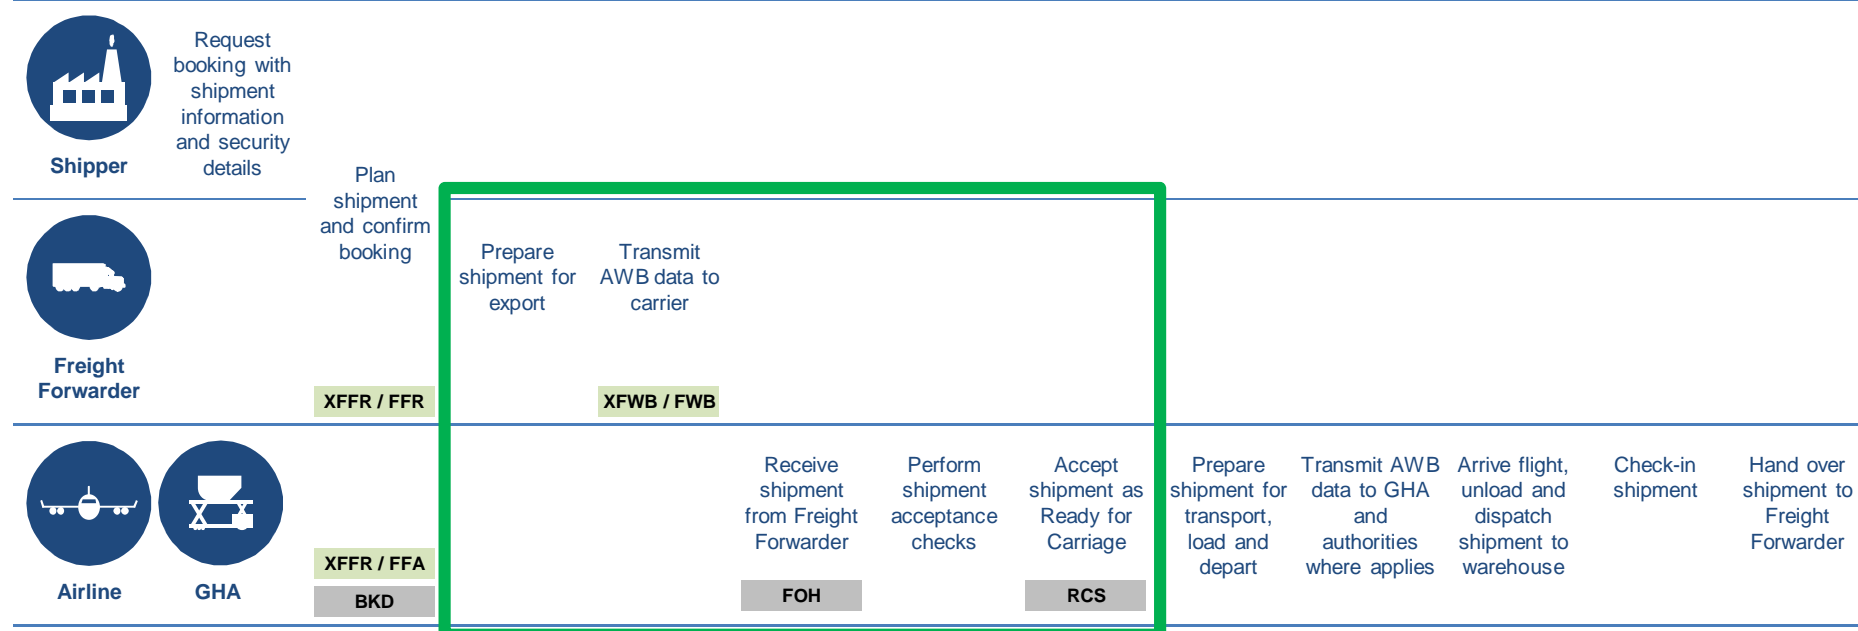 Request
booking with
shipment
information
and security
details
Shipper
Plan
shipment
and confirm
booking
Prepare
shipment for
export
Transmit
AWB data to
carrier
Freight
Forwarder
XFFR / FFR
XFWB / FWB
Receive
shipment
from Freight
Forwarder
Perform
shipment
acceptance
checks
Accept
shipment as
Ready for
Carriage
Prepare
shipment for
transport,
load and
depart
Transmit AWB
data to GHA
and
authorities
where applies
Arrive flight,
unload and
dispatch
shipment to
warehouse
Check-in
shipment
Hand over
shipment to
Freight
Forwarder
Airline
GHA
XFFR / FFA
BKD
FOH
RCS